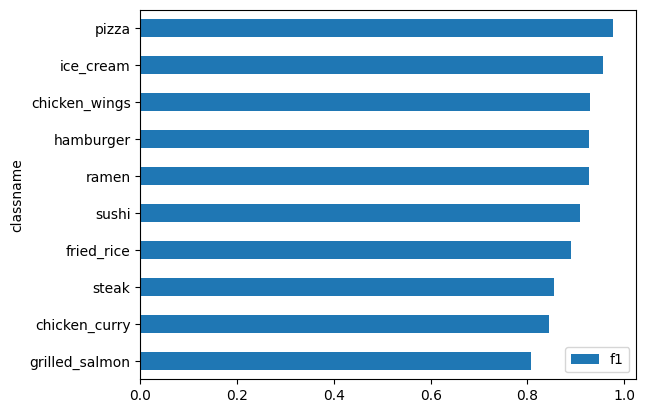 pizza
ice_cream
chicken_wings
hamburger
ramen
sushi
fried_rice
steak
chicken_curry
grilled_salmon
classname
f1
0.0 0.2 0.4 0.6 0.8 1.0